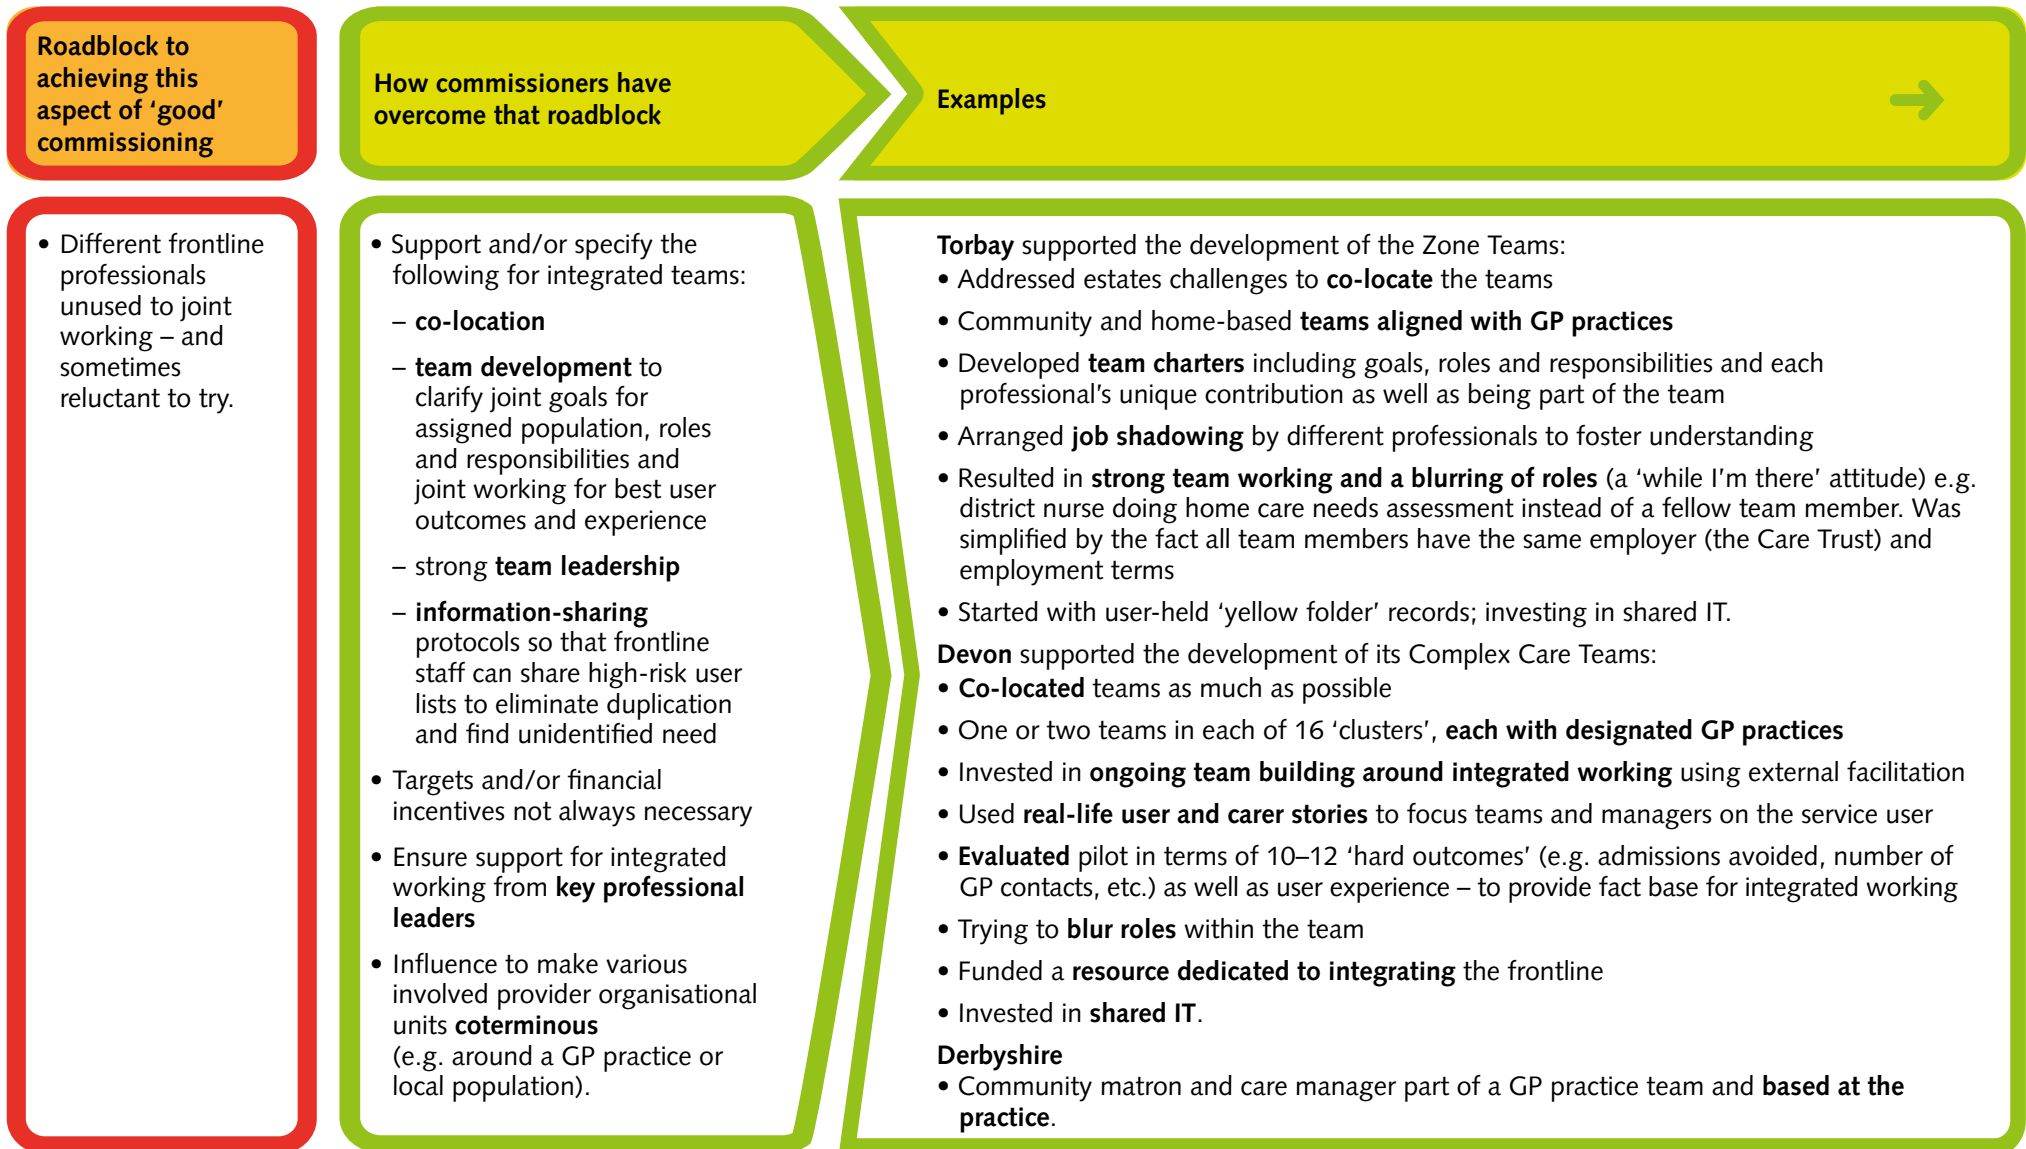 Roadblock to
achieving this
aspect of ‘good’
commissioning
How commissioners have
overcome that roadblock
Examples
• Different frontline
professionals
unused to joint
working – and
sometimes
reluctant to try.
• Support and/or specify the
following for integrated teams:
– co-location
– team development to
clarify joint goals for
assigned population, roles
and responsibilities and
joint working for best user
outcomes and experience
– strong team leadership
– information-sharing
protocols so that frontline
staff can share high-risk user
lists to eliminate duplication
and find unidentified need
• Targets and/or financial
incentives not always necessary
• Ensure support for integrated
working from key professional
leaders
• Influence to make various
involved provider organisational
units coterminous
(e.g. around a GP practice or
local population).
Torbay supported the development of the Zone Teams:
• Addressed estates challenges to co-locate the teams
• Community and home-based teams aligned with GP practices
• Developed team charters including goals, roles and responsibilities and each
professional’s unique contribution as well as being part of the team
• Arranged job shadowing by different professionals to foster understanding
• Resulted in strong team working and a blurring of roles (a ‘while I’m there’ attitude) e.g.
district nurse doing home care needs assessment instead of a fellow team member. Was
simplified by the fact all team members have the same employer (the Care Trust) and
employment terms
• Started with user-held ‘yellow folder’ records; investing in shared IT.
Devon supported the development of its Complex Care Teams:
• Co-located teams as much as possible
• One or two teams in each of 16 ‘clusters’, each with designated GP practices
• Invested in ongoing team building around integrated working using external facilitation
• Used real-life user and carer stories to focus teams and managers on the service user
• Evaluated pilot in terms of 10–12 ‘hard outcomes’ (e.g. admissions avoided, number of
GP contacts, etc.) as well as user experience – to provide fact base for integrated working
• Trying to blur roles within the team
• Funded a resource dedicated to integrating the frontline
• Invested in shared IT.
Derbyshire
• Community matron and care manager part of a GP practice team and based at the
practice.